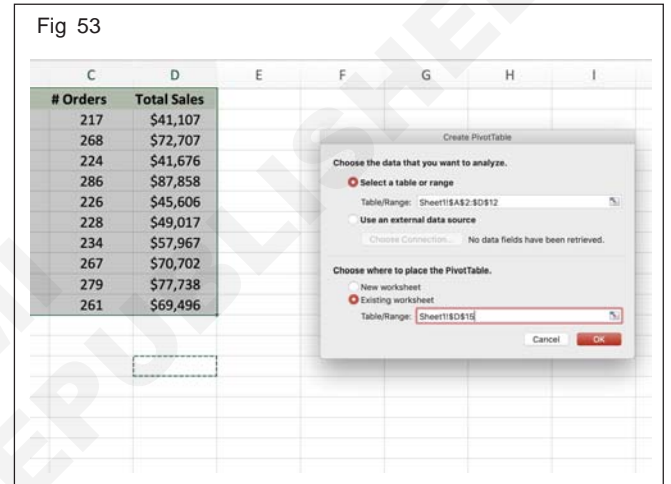 Fig 53
C D E F G H I
# Orders Total Sales
217 $41,107
268 $72,707
224 $41,676
286 $87,858
226 $45,606
228 $49,017
234 $57,967
267 $70,702
279 $77,738
261 $69,496
Create PivotTable
Choose the data that you want to analyze.
Select a table or range
Table/Range: Sheet1!$A$2:$D$12
Use an external data source
Choose Connection... No data fields have been retrieved.
Choose where to place the PivotTable.
New worksheet
Existing worksheet
Table/Range: Sheet1!$D$15
Cancel OK